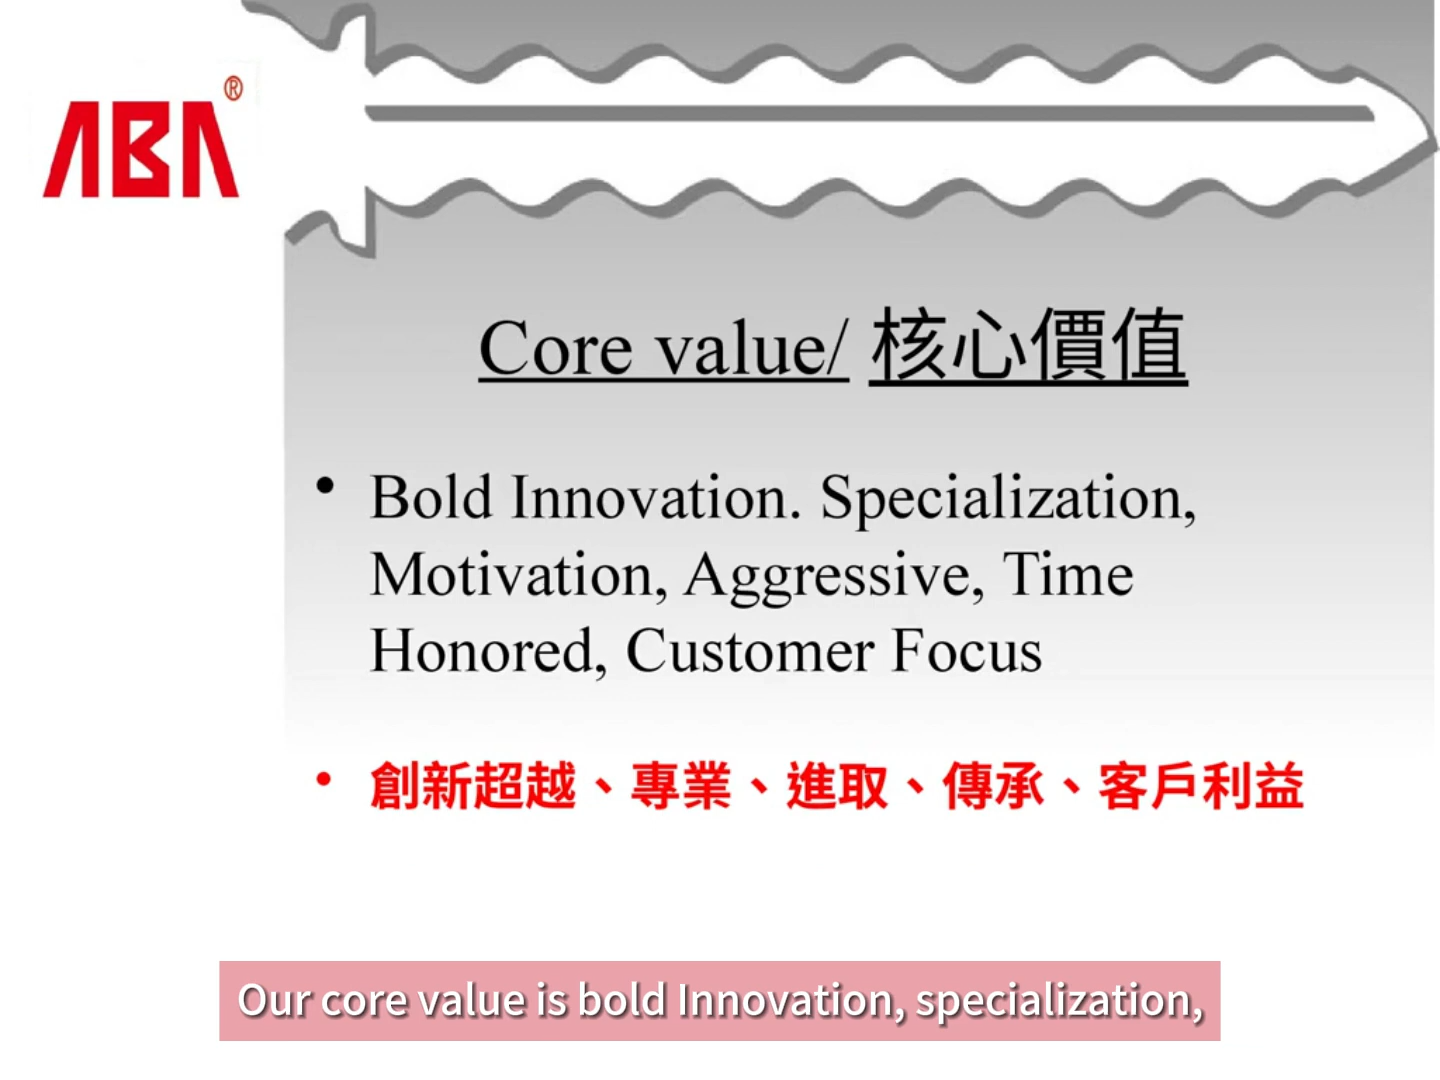 ABA®
Core value/ 核心價值
• Bold Innovation. Specialization,
Motivation, Aggressive, Time
Honored, Customer Focus
• 創新超越、專業、進取、傳承、客戶利益
Our core value is bold Innovation, specialization,